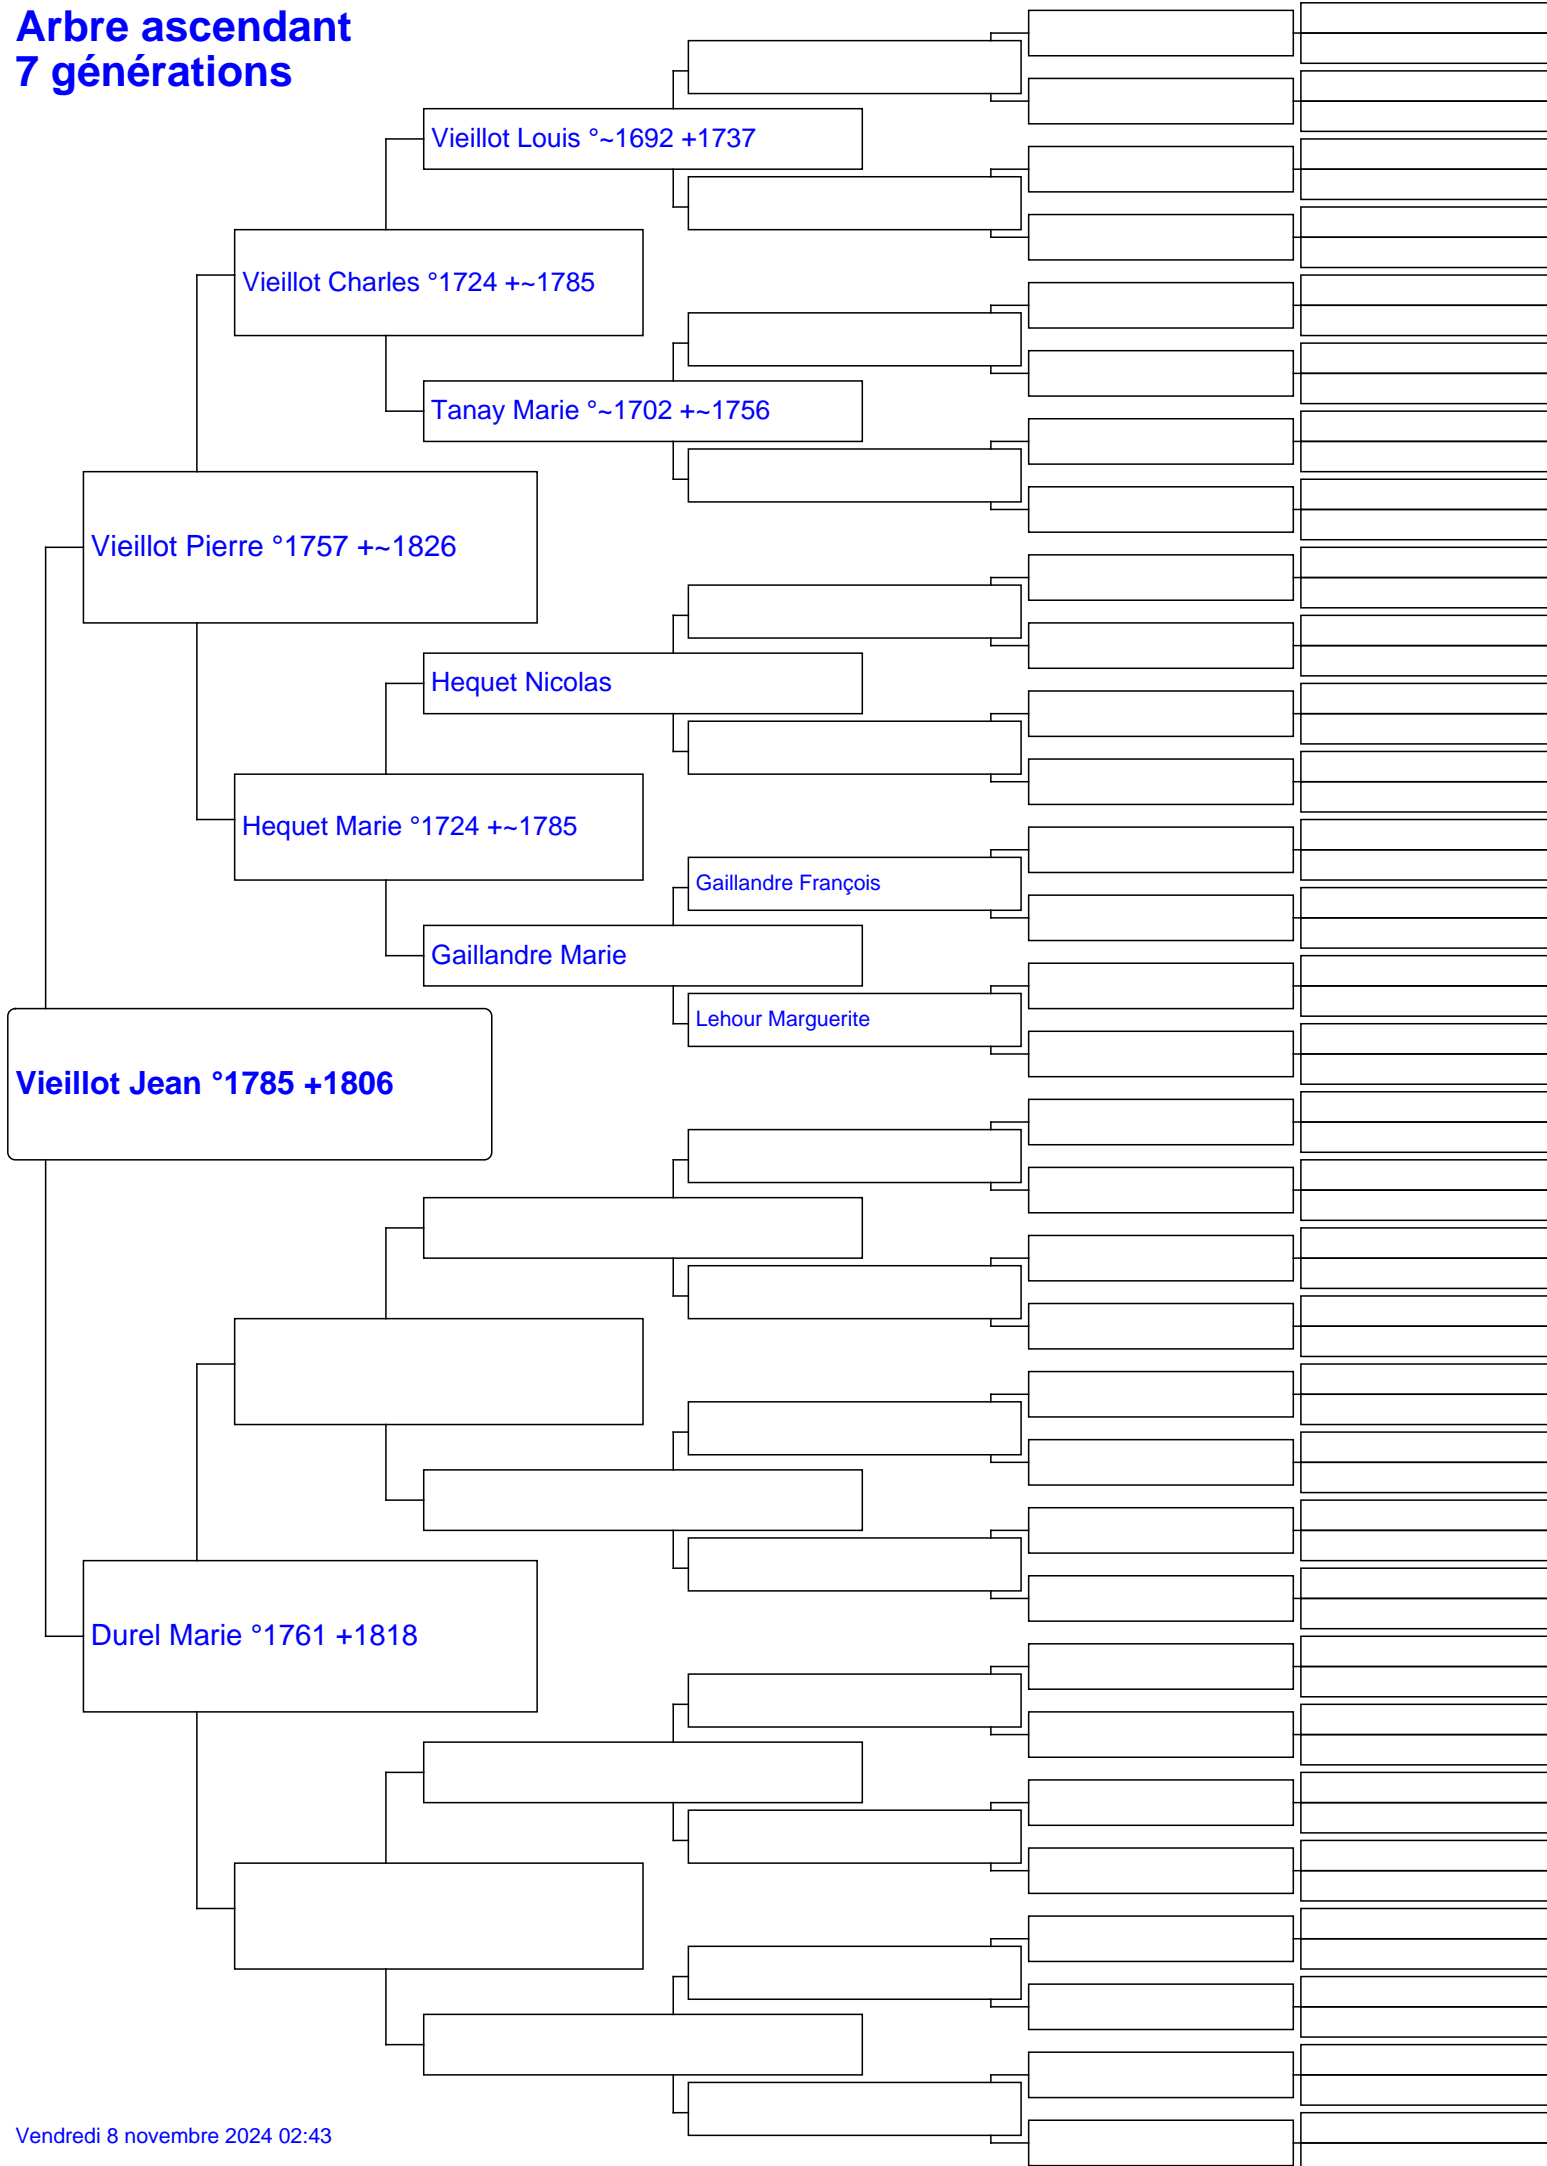 Arbre ascendant
7 générations
Vieillot Louis °~1692 +1737
Vieillot Charles °1724 +~1785
Tanay Marie °~1702 +~1756
Vieillot Pierre °1757 +~1826
Hequet Nicolas
Hequet Marie °1724 +~1785
Gaillandre François
Gaillandre Marie
Lehour Marguerite
Vieillot Jean °1785 +1806
Durel Marie °1761 +1818
Vendredi 8 novembre 2024 02:43